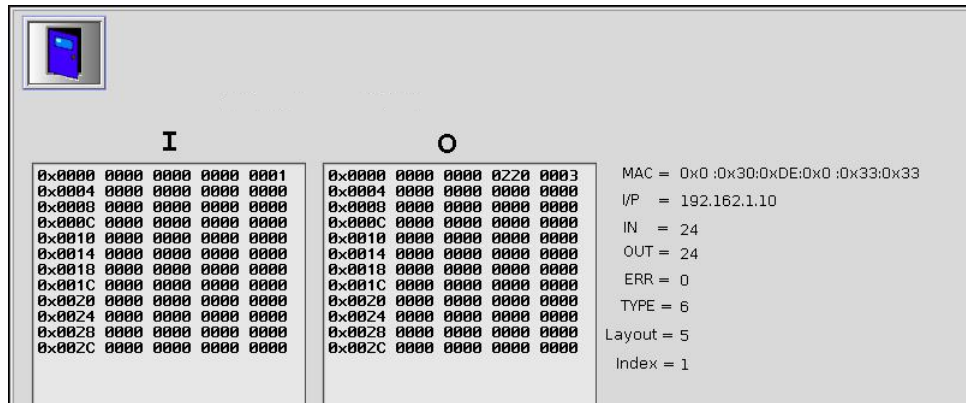 I
0x0000 0000 0000 0000 0001
0x0004 0000 0000 0000 0000
0x0008 0000 0000 0000 0000
0x000C 0000 0000 0000 0000
0x0010 0000 0000 0000 0000
0x0014 0000 0000 0000 0000
0x0018 0000 0000 0000 0000
0x001C 0000 0000 0000 0000
0x0020 0000 0000 0000 0000
0x0024 0000 0000 0000 0000
0x0028 0000 0000 0000 0000
0x002C 0000 0000 0000 0000
O
0x0000 0000 0000 0220 0003
0x0004 0000 0000 0000 0000
0x0008 0000 0000 0000 0000
0x000C 0000 0000 0000 0000
0x0010 0000 0000 0000 0000
0x0014 0000 0000 0000 0000
0x0018 0000 0000 0000 0000
0x001C 0000 0000 0000 0000
0x0020 0000 0000 0000 0000
0x0024 0000 0000 0000 0000
0x0028 0000 0000 0000 0000
0x002C 0000 0000 0000 0000
MAC = 0x0 :0x30:0xDE:0x0 :0x33:0x33
I/P = 192.162.1.10
IN = 24
OUT = 24
ERR = 0
TYPE = 6
Layout = 5
Index = 1